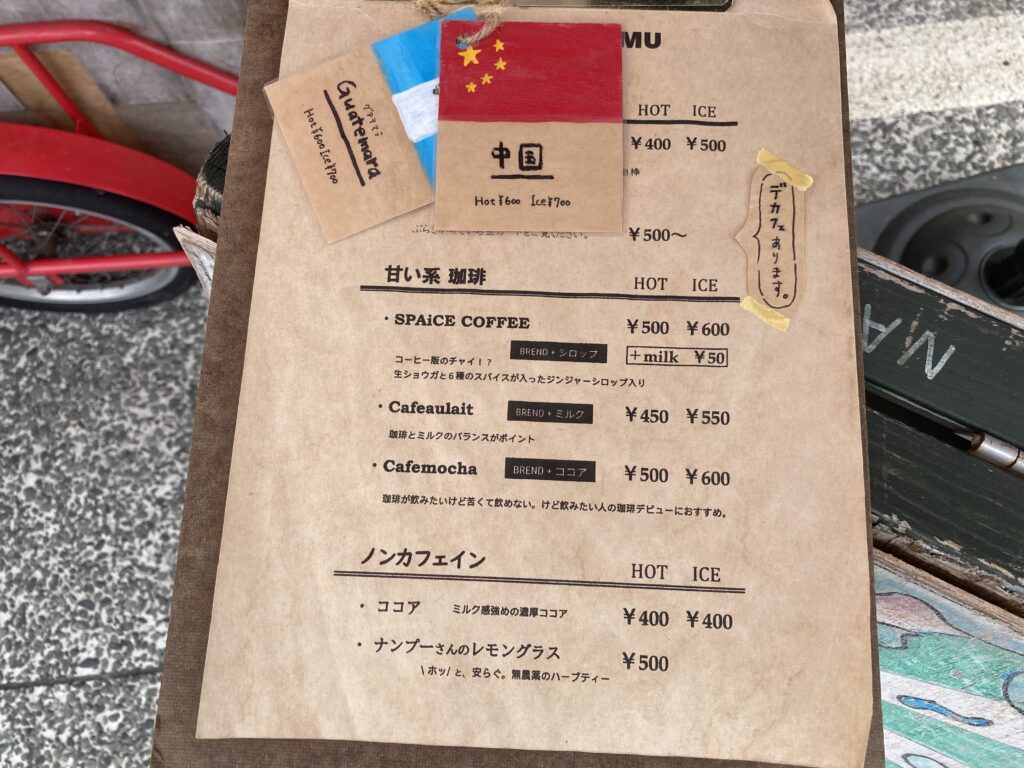 MU
HOT ICE
¥400 ¥500
Guatemara
グアテマラ
Hot ¥600 Ice ¥700
中国
Hot ¥600 Ice ¥700
¥500〜
デカフェあります。
甘い系 珈琲 HOT ICE
・SPAiCE COFFEE ¥500 ¥600
BREND + シロップ +milk ¥50
コーヒー版のチャイ！？
生ショウガと６種のスパイスが入ったジンジャーシロップ入り
・Cafeaulait BREND + ミルク ¥450 ¥550
珈琲とミルクのバランスがポイント
・Cafemocha BREND + ココア ¥500 ¥600
珈琲が飲みたいけど苦くて飲めない。けど飲みたい人の珈琲デビューにおすすめ。
ノンカフェイン HOT ICE
・ ココア ミルク感強めの濃厚ココア ¥400 ¥400
・ ナンプーさんのレモングラス ¥500
\ ホッ/ と、安らぐ。無農薬のハーブティー
NA